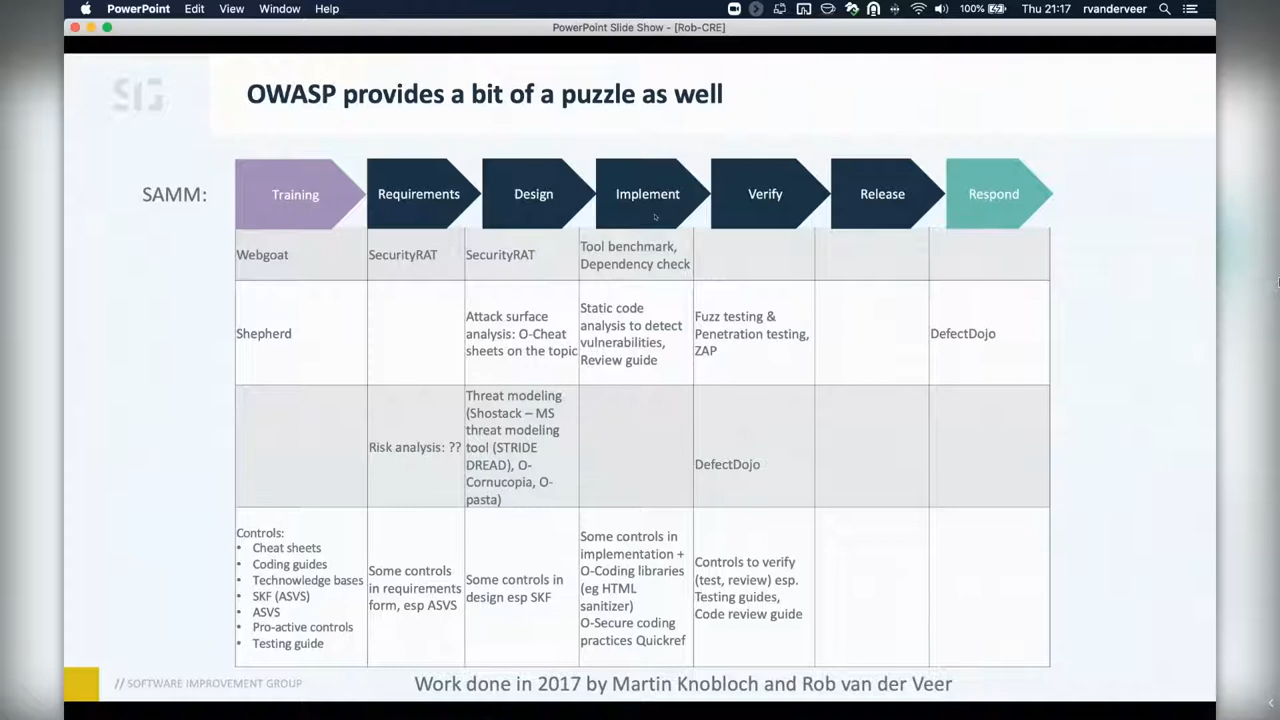 PowerPoint Edit View Window Help 100% Thu 21:17 rvanderveer
PowerPoint Slide Show - [Rob-CRE]
SIG
OWASP provides a bit of a puzzle as well
SAMM:
Training
Requirements
Design
Implement
Verify
Release
Respond
Webgoat
SecurityRAT
SecurityRAT
Tool benchmark,
Dependency check
Shepherd
Attack surface
analysis: O-Cheat
sheets on the topic
Static code
analysis to detect
vulnerabilities,
Review guide
Fuzz testing &
Penetration testing,
ZAP
DefectDojo
Risk analysis: ??
Threat modeling
(Shostack – MS
threat modeling
tool (STRIDE
DREAD), O-
Cornucopia, O-
pasta)
DefectDojo
Controls:
• Cheat sheets
• Coding guides
• Technowledge bases
• SKF (ASVS)
• ASVS
• Pro-active controls
• Testing guide
Some controls
in requirements
form, esp ASVS
Some controls in
design esp SKF
Some controls in
implementation +
O-Coding libraries
(eg HTML
sanitizer)
O-Secure coding
practices Quickref
Controls to verify
(test, review) esp.
Testing guides,
Code review guide
// SOFTWARE IMPROVEMENT GROUP
Work done in 2017 by Martin Knobloch and Rob van der Veer